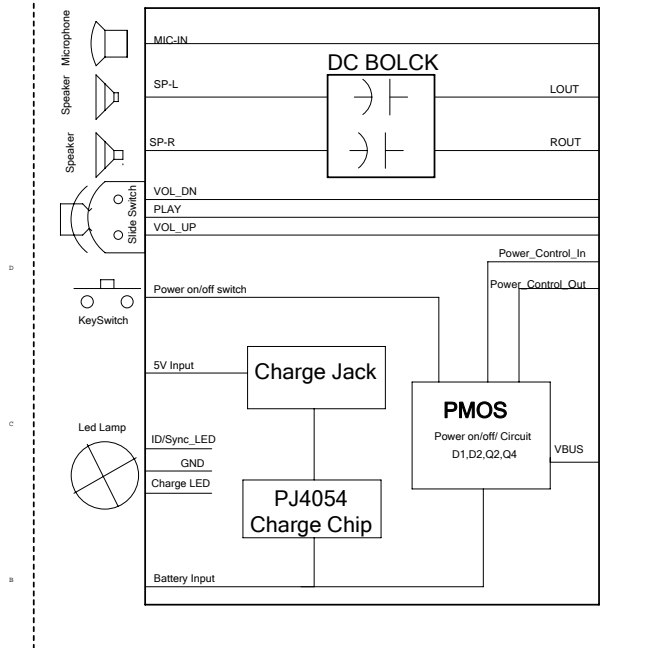 Microphone
MIC-IN
DC BOLCK
Speaker
SP-L
LOUT
Speaker
SP-R
ROUT
Slide Switch
VOL_DN
PLAY
VOL_UP
Power_Control_In
D
Power_Control_Out
Power on/off switch
KeySwitch
5V Input
Charge Jack
PMOS
Power on/off/ Circuit
D1,D2,Q2,Q4
VBUS
C
Led Lamp
ID/Sync_LED
GND
Charge LED
PJ4054
Charge Chip
Battery Input
B